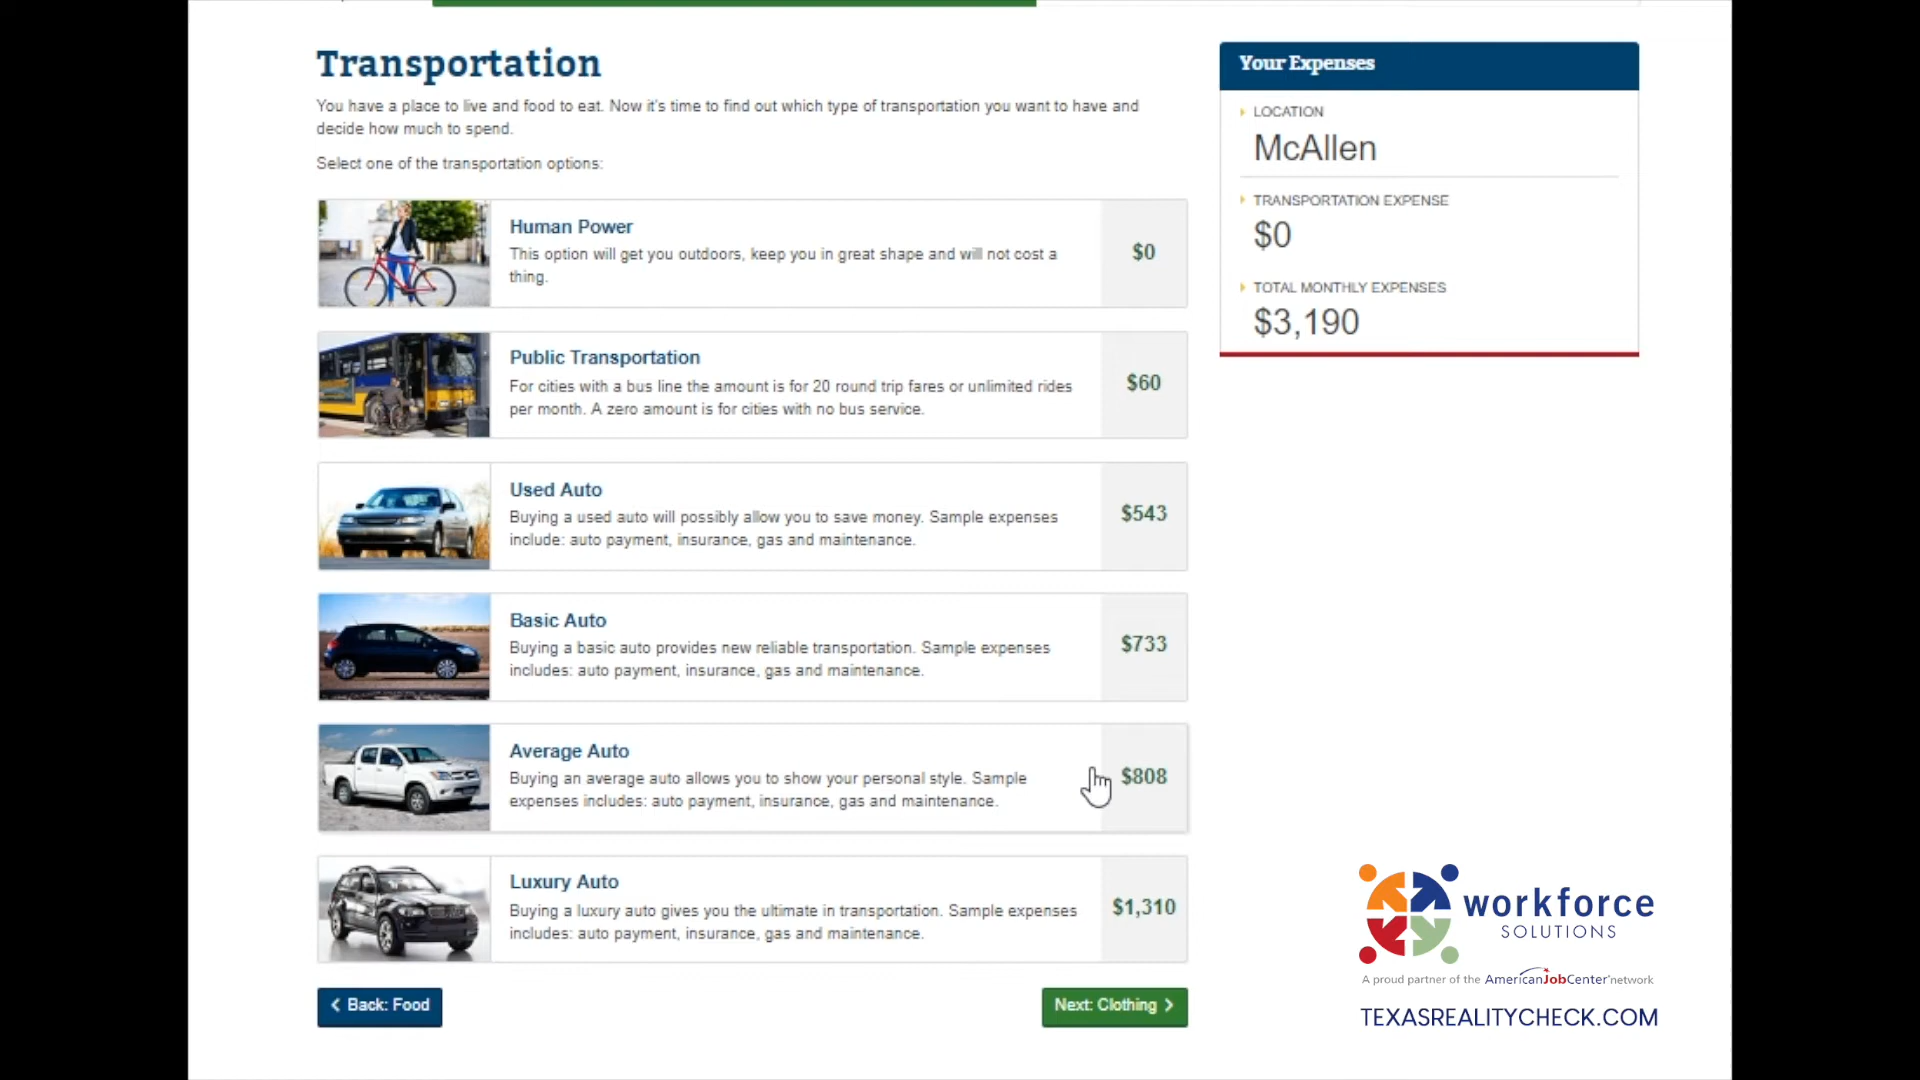 Transportation
You have a place to live and food to eat. Now it's time to find out which type of transportation you want to have and
decide how much to spend.
Select one of the transportation options:
Human Power
This option will get you outdoors, keep you in great shape and will not cost a
thing.
$0
Public Transportation
For cities with a bus line the amount is for 20 round trip fares or unlimited rides
per month. A zero amount is for cities with no bus service.
$60
Used Auto
Buying a used auto will possibly allow you to save money. Sample expenses
include: auto payment, insurance, gas and maintenance.
$543
Basic Auto
Buying a basic auto provides new reliable transportation. Sample expenses
includes: auto payment, insurance, gas and maintenance.
$733
Average Auto
Buying an average auto allows you to show your personal style. Sample
expenses includes: auto payment, insurance, gas and maintenance.
$808
Luxury Auto
Buying a luxury auto gives you the ultimate in transportation. Sample expenses
includes: auto payment, insurance, gas and maintenance.
$1,310
Back: Food
Next: Clothing
Your Expenses
LOCATION
McAllen
TRANSPORTATION EXPENSE
$0
TOTAL MONTHLY EXPENSES
$3,190
workforce
SOLUTIONS
A proud partner of the AmericanJobCenter network
TEXASREALITYCHECK.COM